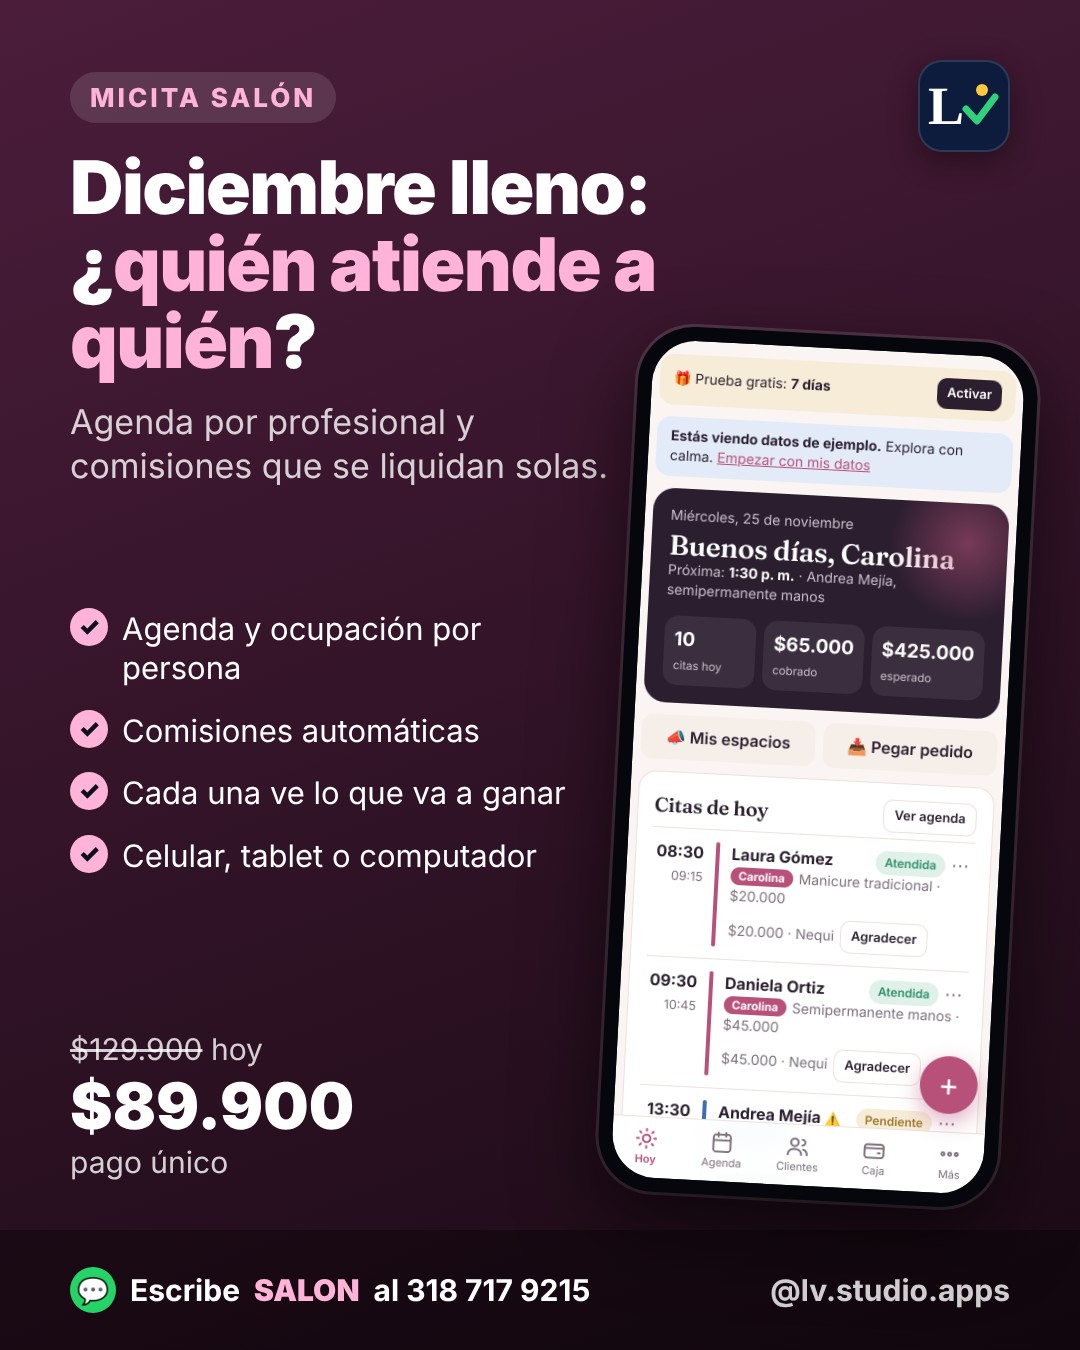 MICITA SALÓN
L
Diciembre lleno:
¿quién atiende a
quién?
Agenda por profesional y
comisiones que se liquidan solas.
Agenda y ocupación por
persona
Comisiones automáticas
Cada una ve lo que va a ganar
Celular, tablet o computador
$129.900 hoy
$89.900
pago único
Prueba gratis: 7 días
Activar
Estás viendo datos de ejemplo. Explora con
calma. Empezar con mis datos
Miércoles, 25 de noviembre
Buenos días, Carolina
Próxima: 1:30 p. m. · Andrea Mejía,
semipermanente manos
10
citas hoy
$65.000
cobrado
$425.000
esperado
Mis espacios
Pegar pedido
Citas de hoy
Ver agenda
08:30
09:15
Laura Gómez
Atendida
Carolina Manicure tradicional ·
$20.000
$20.000 · Nequi
Agradecer
09:30
10:45
Daniela Ortiz
Atendida
Carolina Semipermanente manos ·
$45.000
$45.000 · Nequi
Agradecer
+
13:30
Andrea Mejía
Pendiente
Hoy
Agenda
Clientes
Caja
Más
Escribe SALON al 318 717 9215
@lv.studio.apps